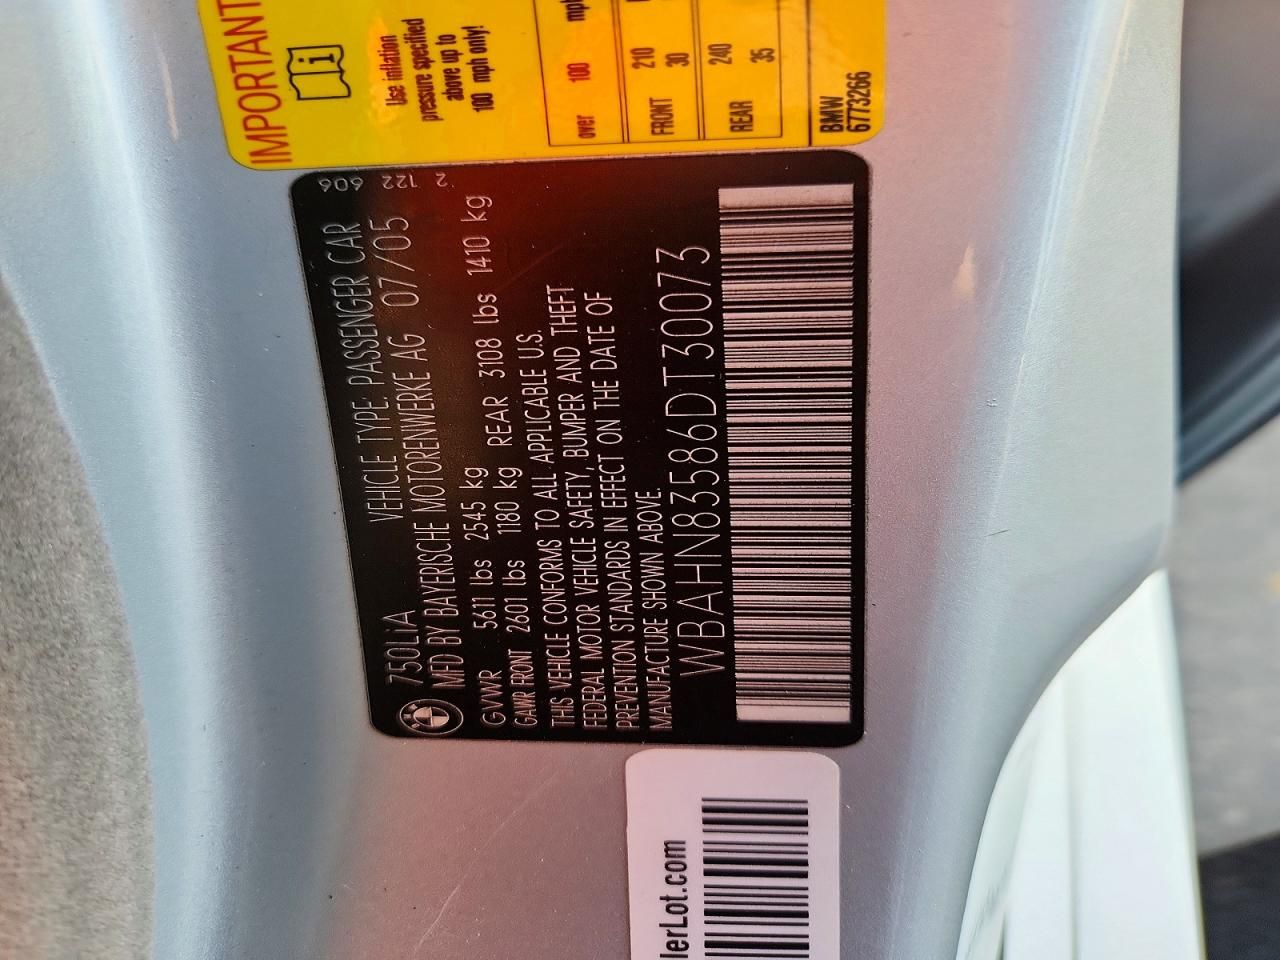 IMPORTANT
Use inflation
pressure specified
above up to
100 mph only!
over 100 mph
FRONT 210 30
REAR 240 35
BMW
6773266
2 122 606
750LiA VEHICLE TYPE: PASSENGER CAR
MFD BY BAYERISCHE MOTORENWERKE AG 07/05
GVWR 5611 lbs 2545 kg
GAWR FRONT 2601 lbs 1180 kg REAR 3108 lbs 1410 kg
THIS VEHICLE CONFORMS TO ALL APPLICABLE U.S.
FEDERAL MOTOR VEHICLE SAFETY, BUMPER AND THEFT
PREVENTION STANDARDS IN EFFECT ON THE DATE OF
MANUFACTURE SHOWN ABOVE.
WBAHN83586DT30073
lerLot.com